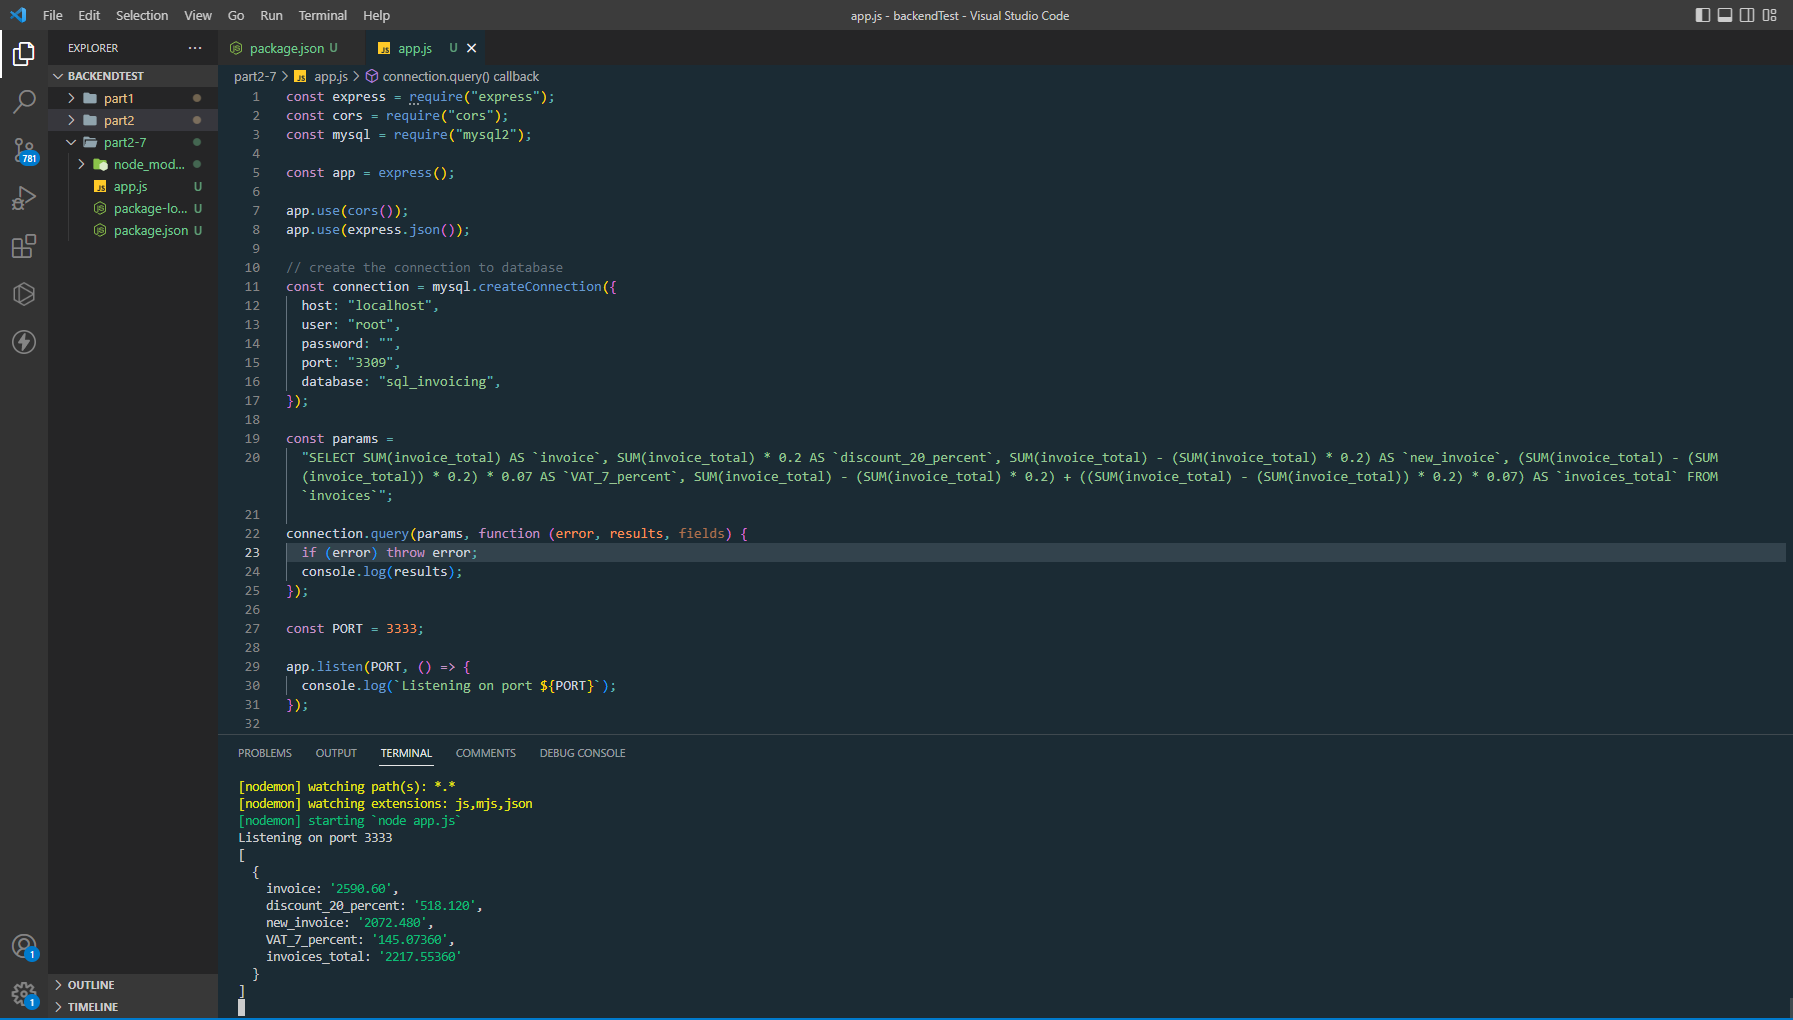 File Edit Selection View Go Run Terminal Help
app.js - backendTest - Visual Studio Code
EXPLORER ···
BACKENDTEST
part1
part2
part2-7
node_mod...
app.js U
package-lo... U
package.json U
781
1
1
OUTLINE
TIMELINE
package.json U
JS app.js U
part2-7 > JS app.js > connection.query() callback
1 const express = require("express");
2 const cors = require("cors");
3 const mysql = require("mysql2");
4
5 const app = express();
6
7 app.use(cors());
8 app.use(express.json());
9
10 // create the connection to database
11 const connection = mysql.createConnection({
12 host: "localhost",
13 user: "root",
14 password: "",
15 port: "3309",
16 database: "sql_invoicing",
17 });
18
19 const params =
20 "SELECT SUM(invoice_total) AS `invoice`, SUM(invoice_total) * 0.2 AS `discount_20_percent`, SUM(invoice_total) - (SUM(invoice_total) * 0.2) AS `new_invoice`, (SUM(invoice_total) - (SUM
(invoice_total)) * 0.2) * 0.07 AS `VAT_7_percent`, SUM(invoice_total) - (SUM(invoice_total) * 0.2) + ((SUM(invoice_total) - (SUM(invoice_total)) * 0.2) * 0.07) AS `invoices_total` FROM
`invoices`";
21
22 connection.query(params, function (error, results, fields) {
23 if (error) throw error;
24 console.log(results);
25 });
26
27 const PORT = 3333;
28
29 app.listen(PORT, () => {
30 console.log(`Listening on port ${PORT}`);
31 });
32
PROBLEMS OUTPUT TERMINAL COMMENTS DEBUG CONSOLE
[nodemon] watching path(s): *.*
[nodemon] watching extensions: js,mjs,json
[nodemon] starting `node app.js`
Listening on port 3333
[
{
invoice: '2590.60',
discount_20_percent: '518.120',
new_invoice: '2072.480',
VAT_7_percent: '145.07360',
invoices_total: '2217.55360'
}
]